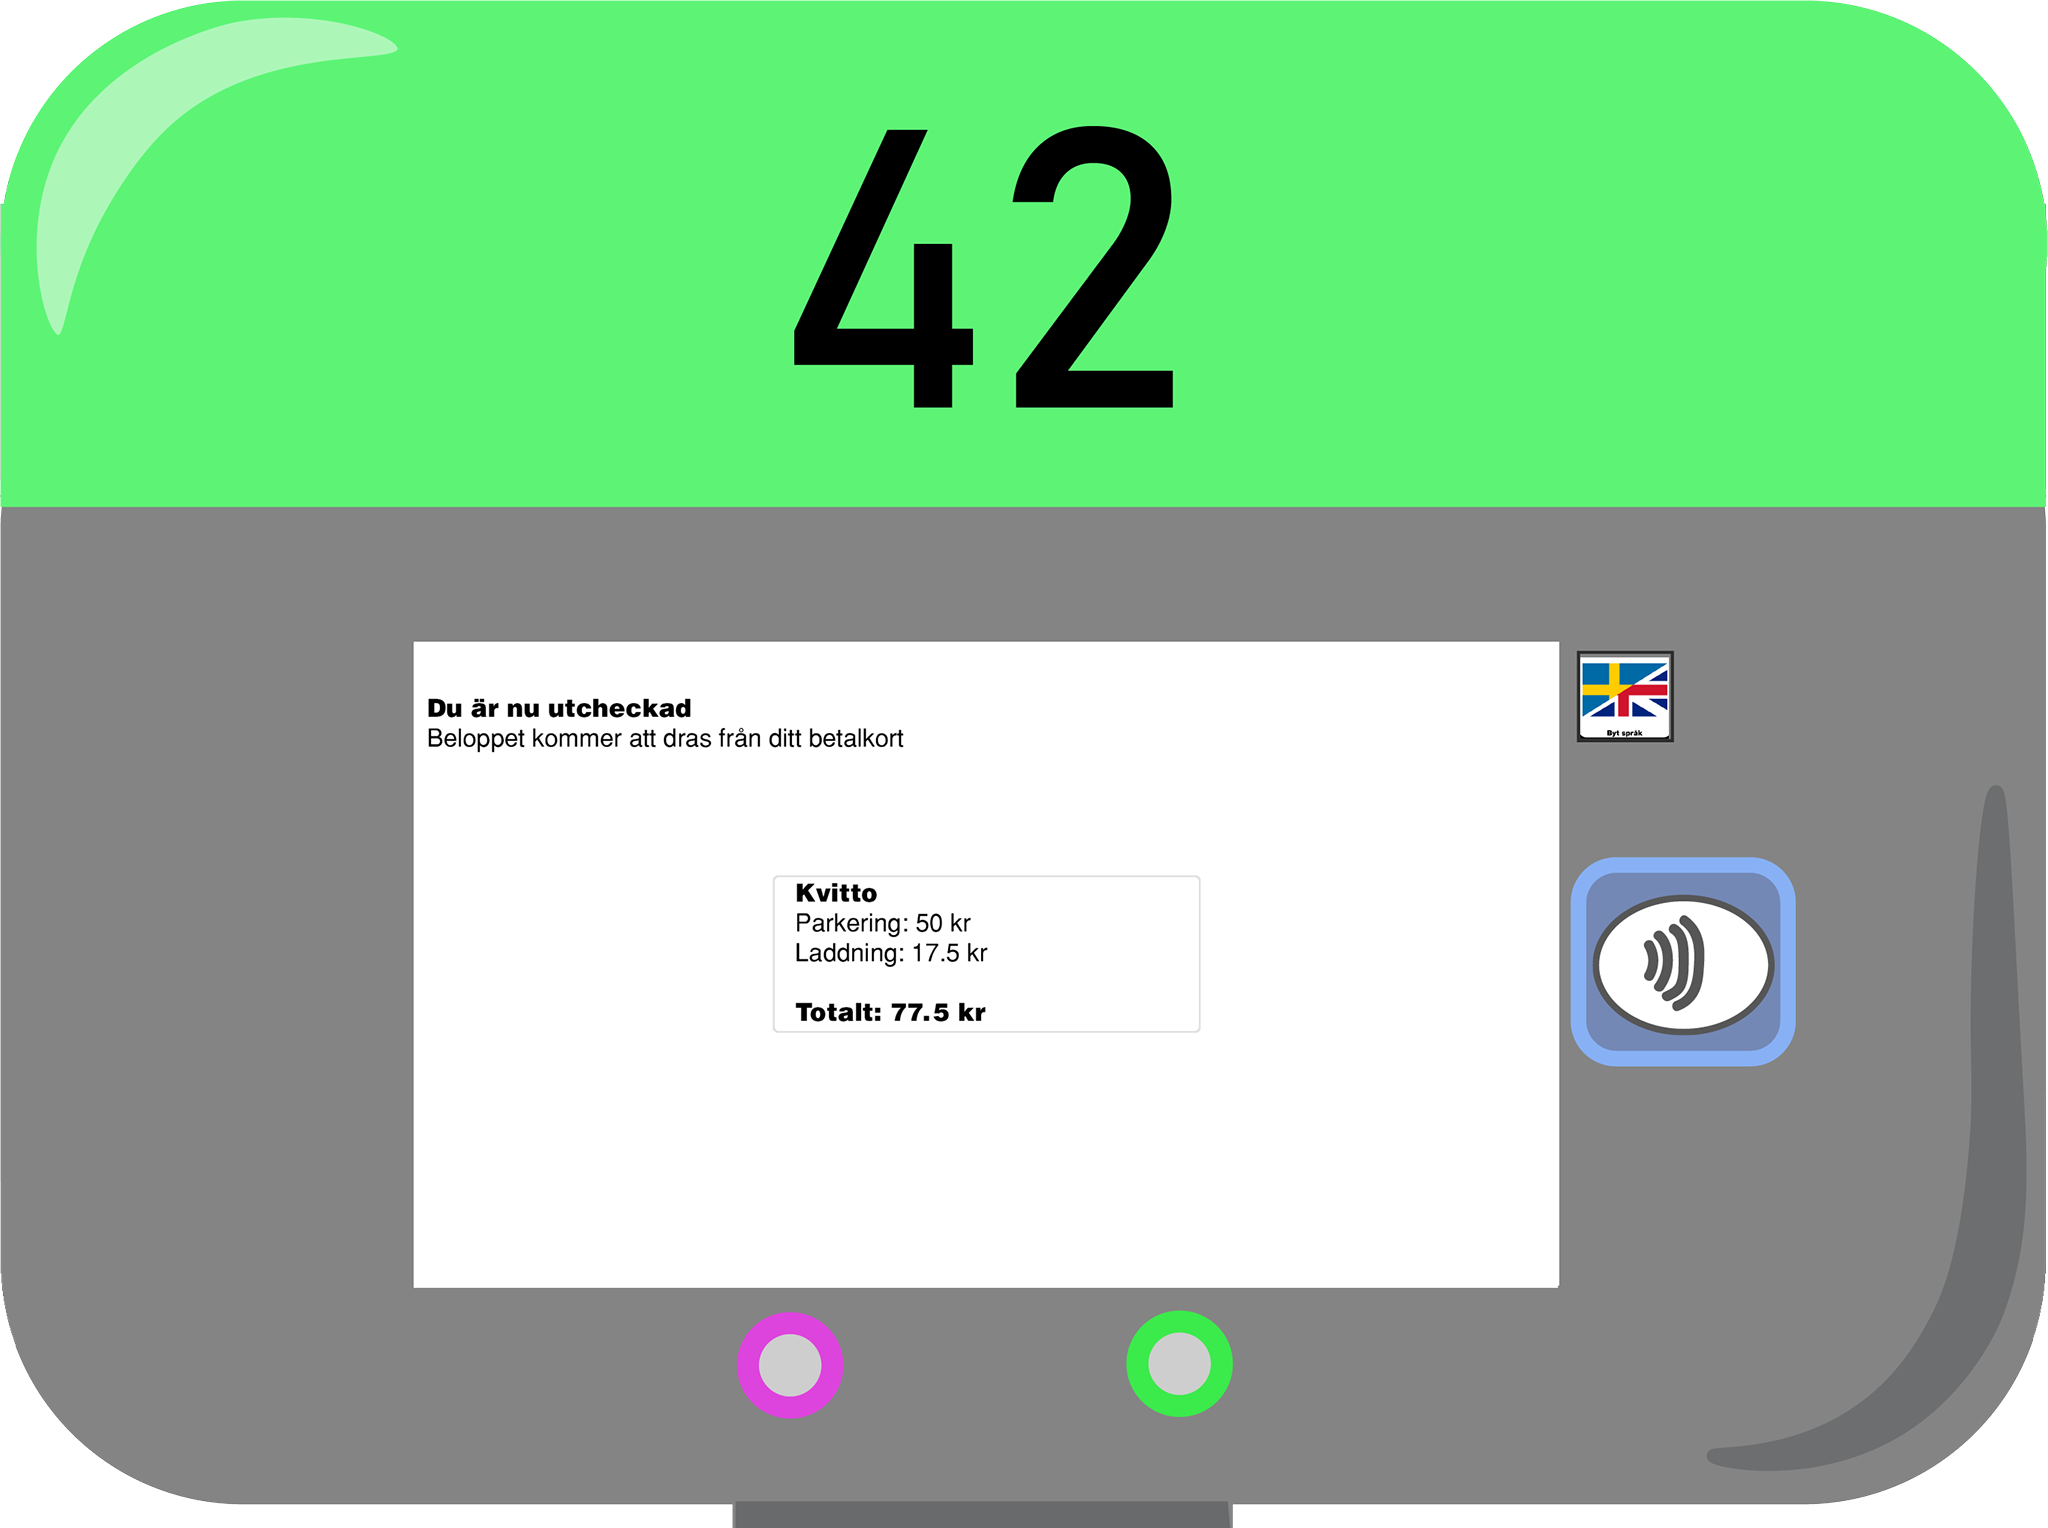 42
Du är nu utcheckad
Beloppet kommer att dras från ditt betalkort
Byt språk
Kvitto
Parkering: 50 kr
Laddning: 17.5 kr
Totalt: 77.5 kr